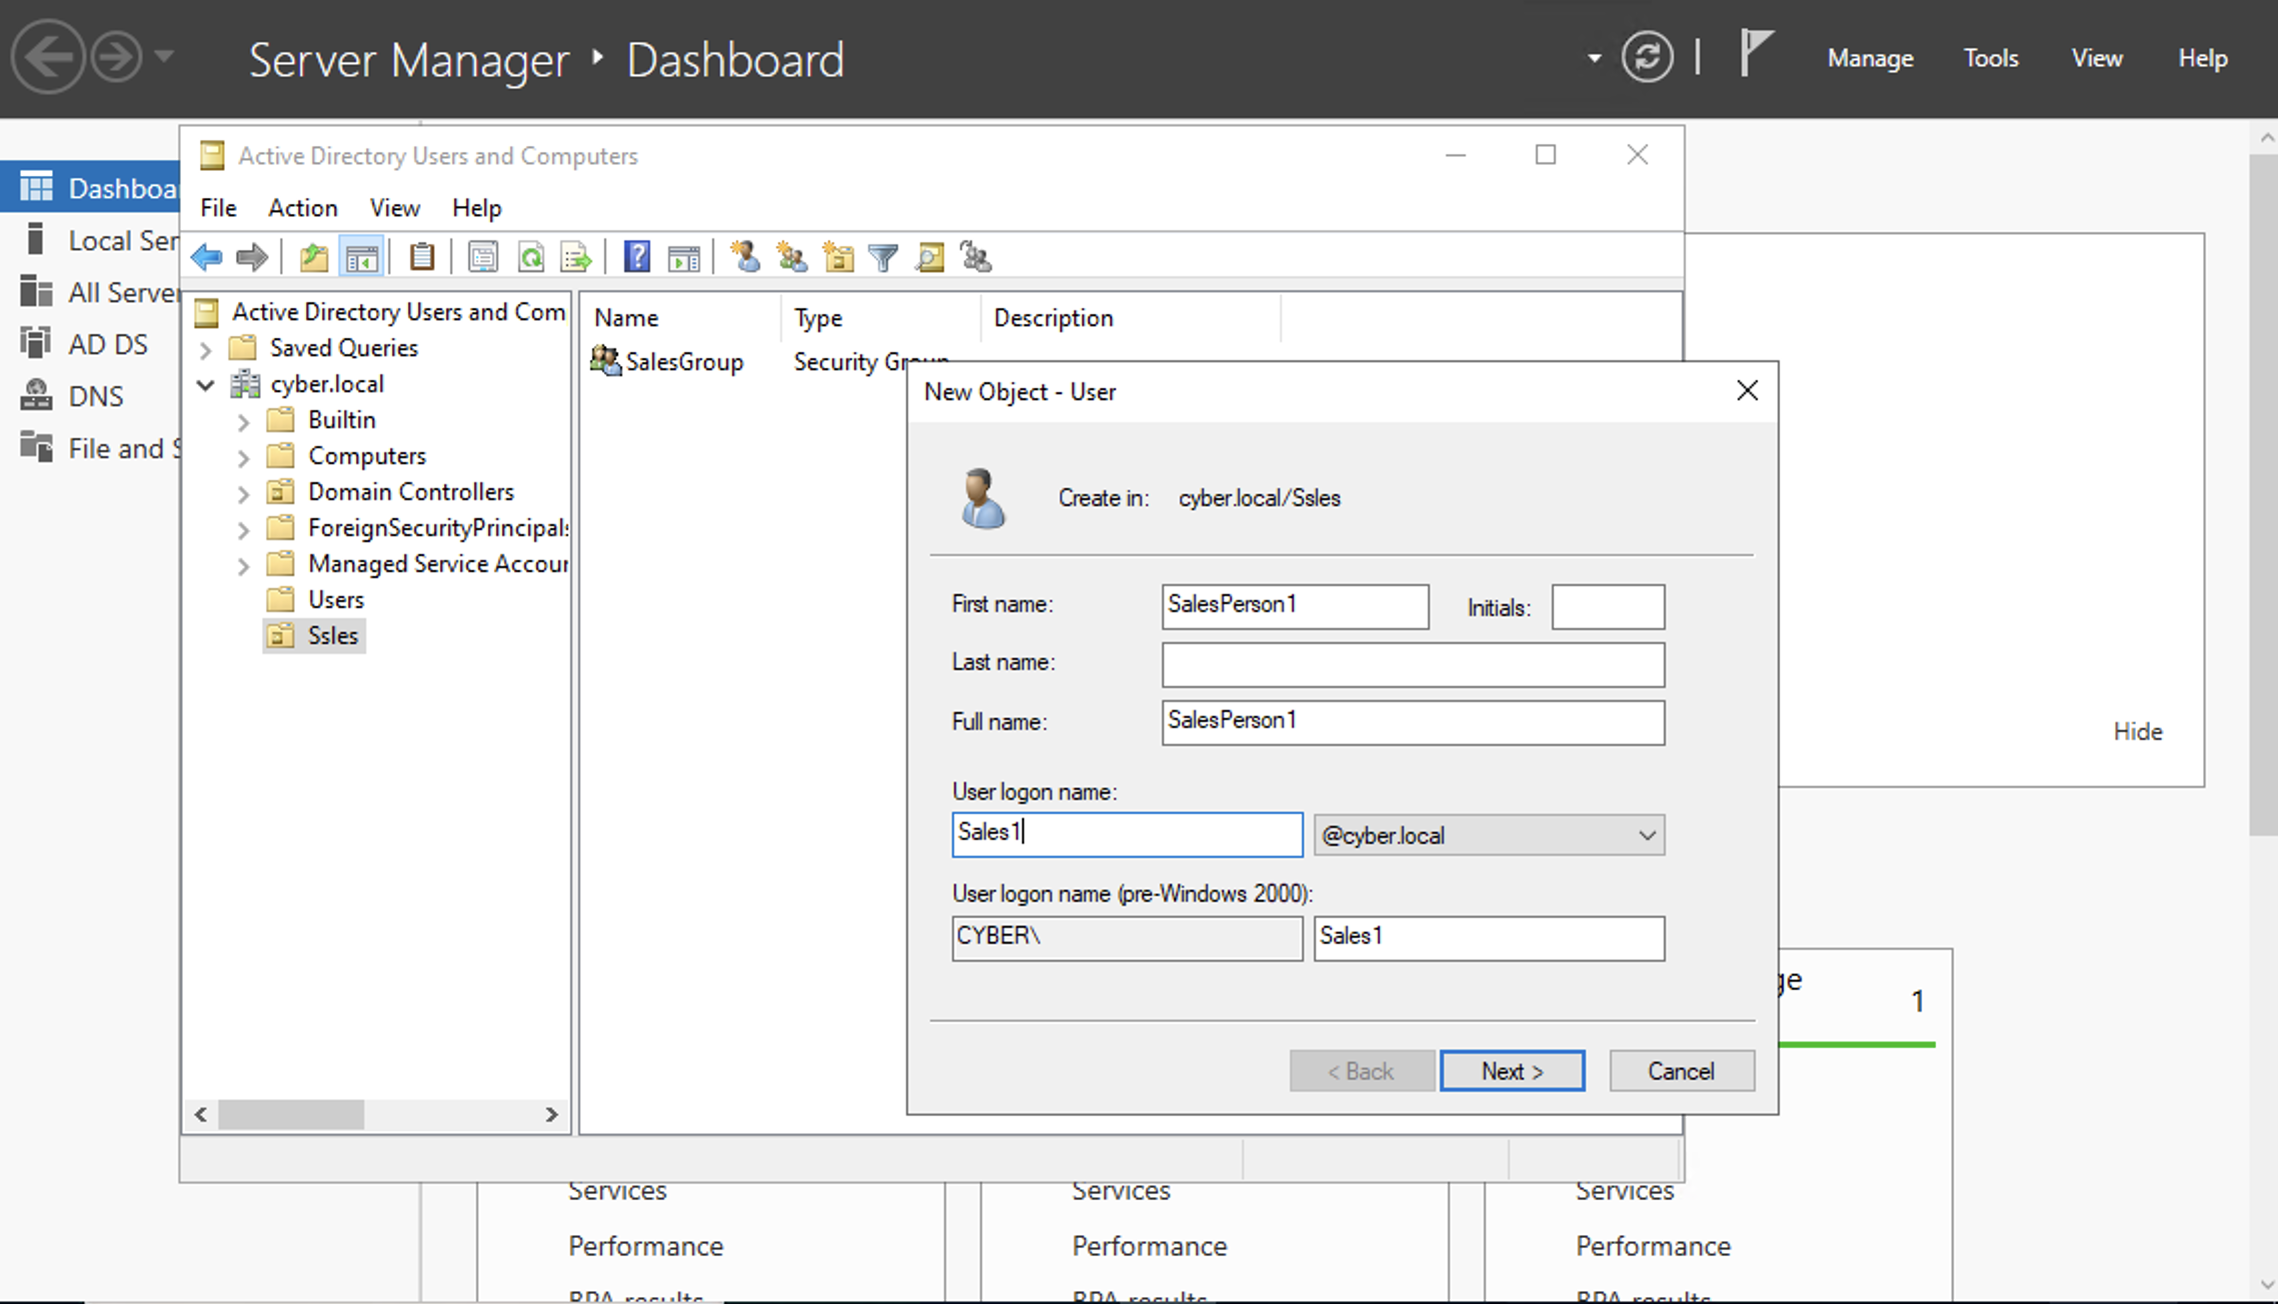 Server Manager ‣ Dashboard
Manage Tools View Help
Active Directory Users and Computers
File Action View Help
Dashboar
Local Ser
All Server
AD DS
DNS
File and S
Active Directory Users and Com
Saved Queries
cyber.local
Builtin
Computers
Domain Controllers
ForeignSecurityPrincipals
Managed Service Accour
Users
Ssles
Name Type Description
SalesGroup Security Group
New Object - User
Create in: cyber.local/Ssles
First name: SalesPerson1 Initials:
Last name:
Full name: SalesPerson1
User logon name:
Sales1 @cyber.local
User logon name (pre-Windows 2000):
CYBER\ Sales1
< Back Next > Cancel
Hide
ge
1
Services Services Services
Performance Performance Performance
BPA results BPA results BPA results